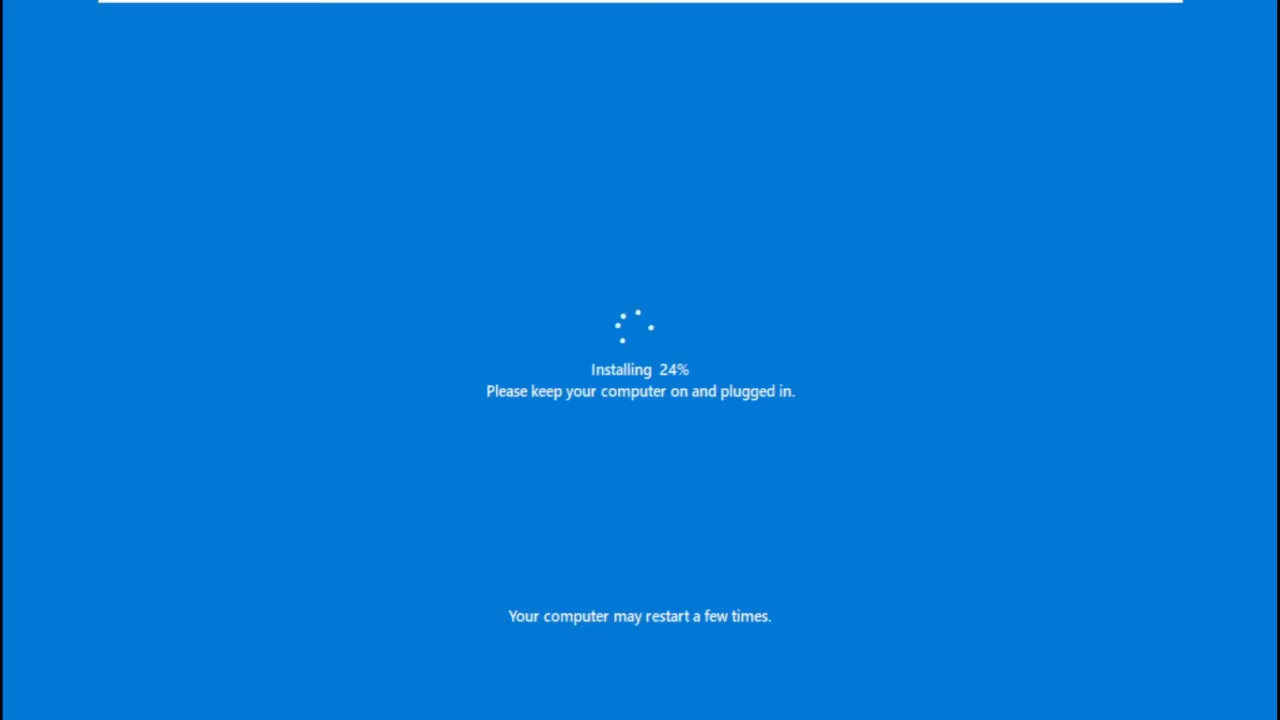 Installing 24%
Please keep your computer on and plugged in.
Your computer may restart a few times.